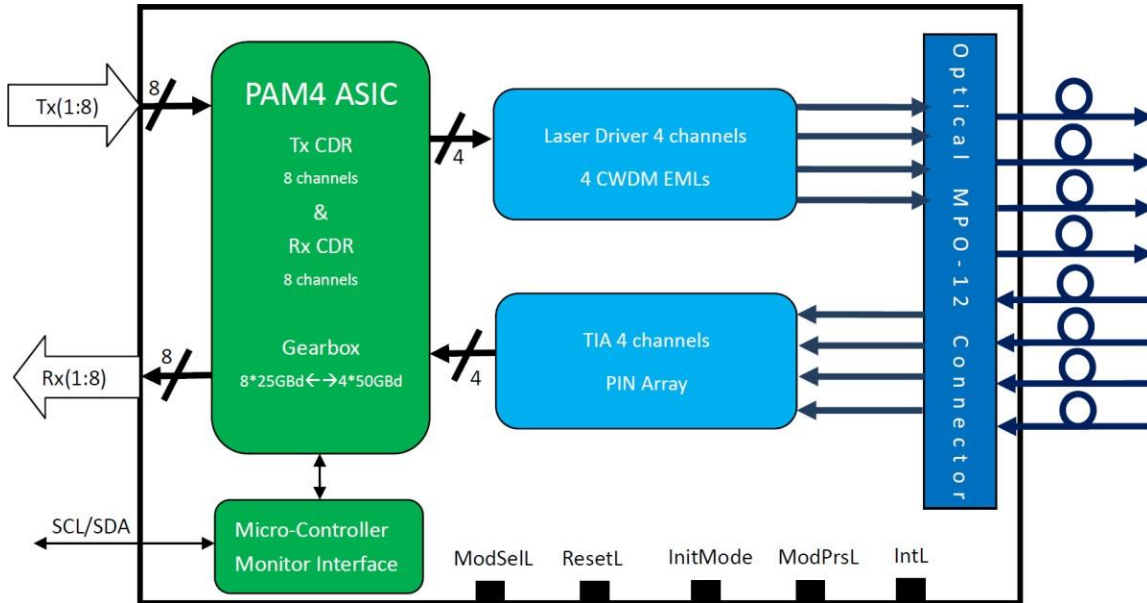 Tx(1:8)
8
PAM4 ASIC
Tx CDR
8 channels
&
Rx CDR
8 channels
Gearbox
8*25GBd←→4*50GBd
4
Laser Driver 4 channels
4 CWDM EMLs
Optical MPO-12 Connector
Rx(1:8)
8
4
TIA 4 channels
PIN Array
SCL/SDA
Micro-Controller
Monitor Interface
ModSelL
ResetL
InitMode
ModPrsL
IntL